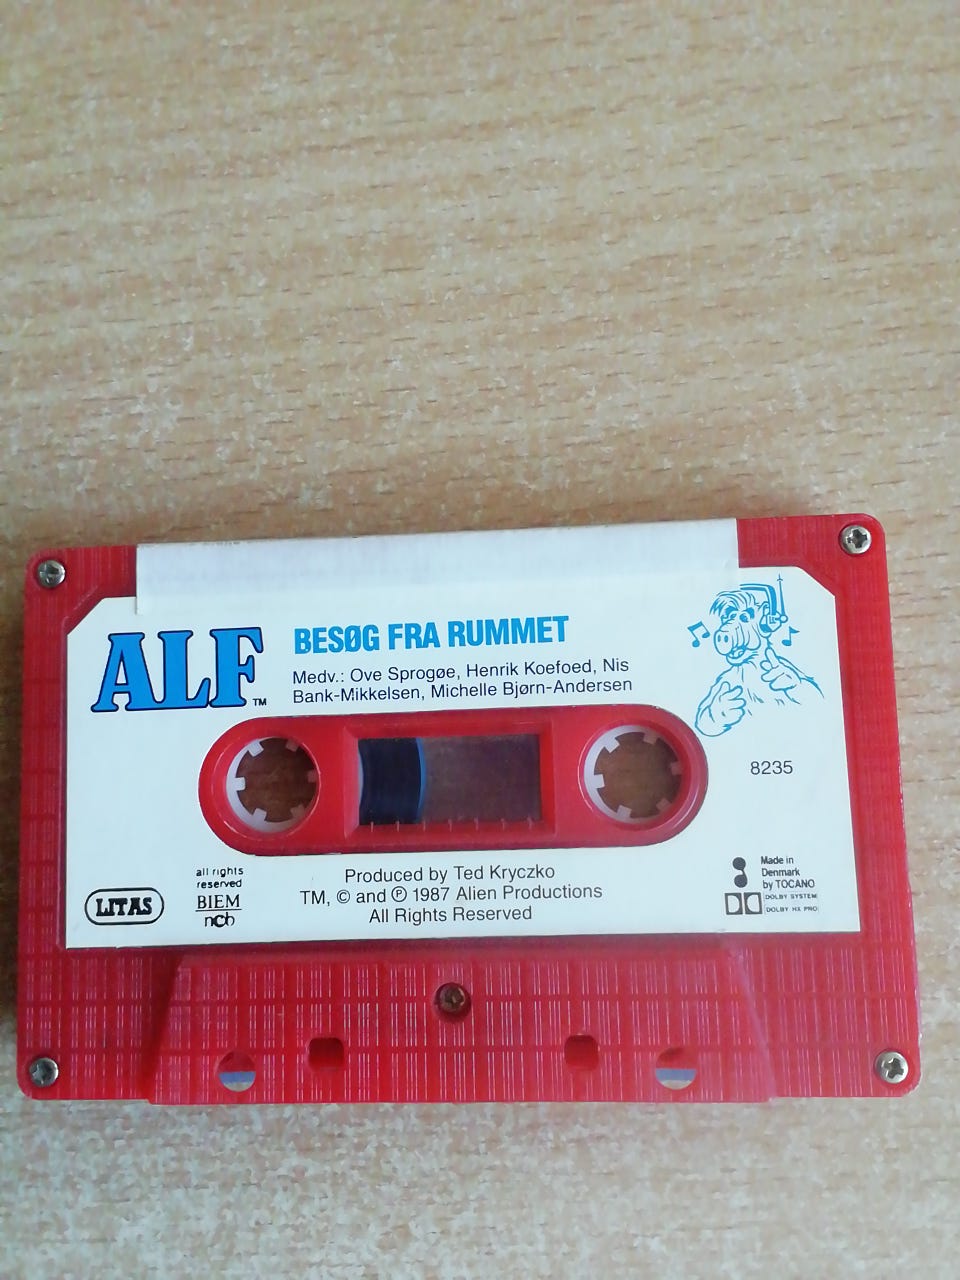 ALF™
BESØG FRA RUMMET
Medv.: Ove Sprogøe, Henrik Koefoed, Nis
Bank-Mikkelsen, Michelle Bjørn-Andersen
8235
all rights
reserved
BIEM
ncb
LITAS
Produced by Ted Kryczko
TM, © and ℗ 1987 Alien Productions
All Rights Reserved
Made in
Denmark
by TOCANO
DOLBY SYSTEM
DOLBY HX PRO